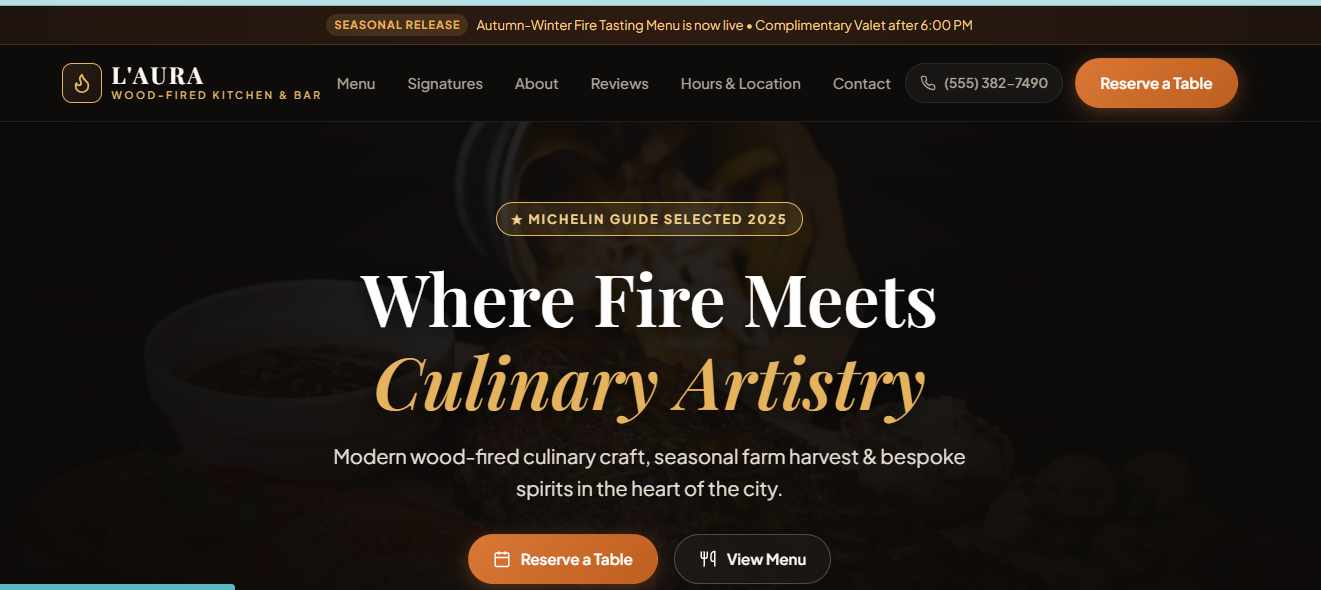 SEASONAL RELEASE Autumn-Winter Fire Tasting Menu is now live • Complimentary Valet after 6:00 PM
L'AURA
WOOD-FIRED KITCHEN & BAR
Menu Signatures About Reviews Hours & Location Contact (555) 382-7490 Reserve a Table
★ MICHELIN GUIDE SELECTED 2025
Where Fire Meets
Culinary Artistry
Modern wood-fired culinary craft, seasonal farm harvest & bespoke
spirits in the heart of the city.
Reserve a Table View Menu